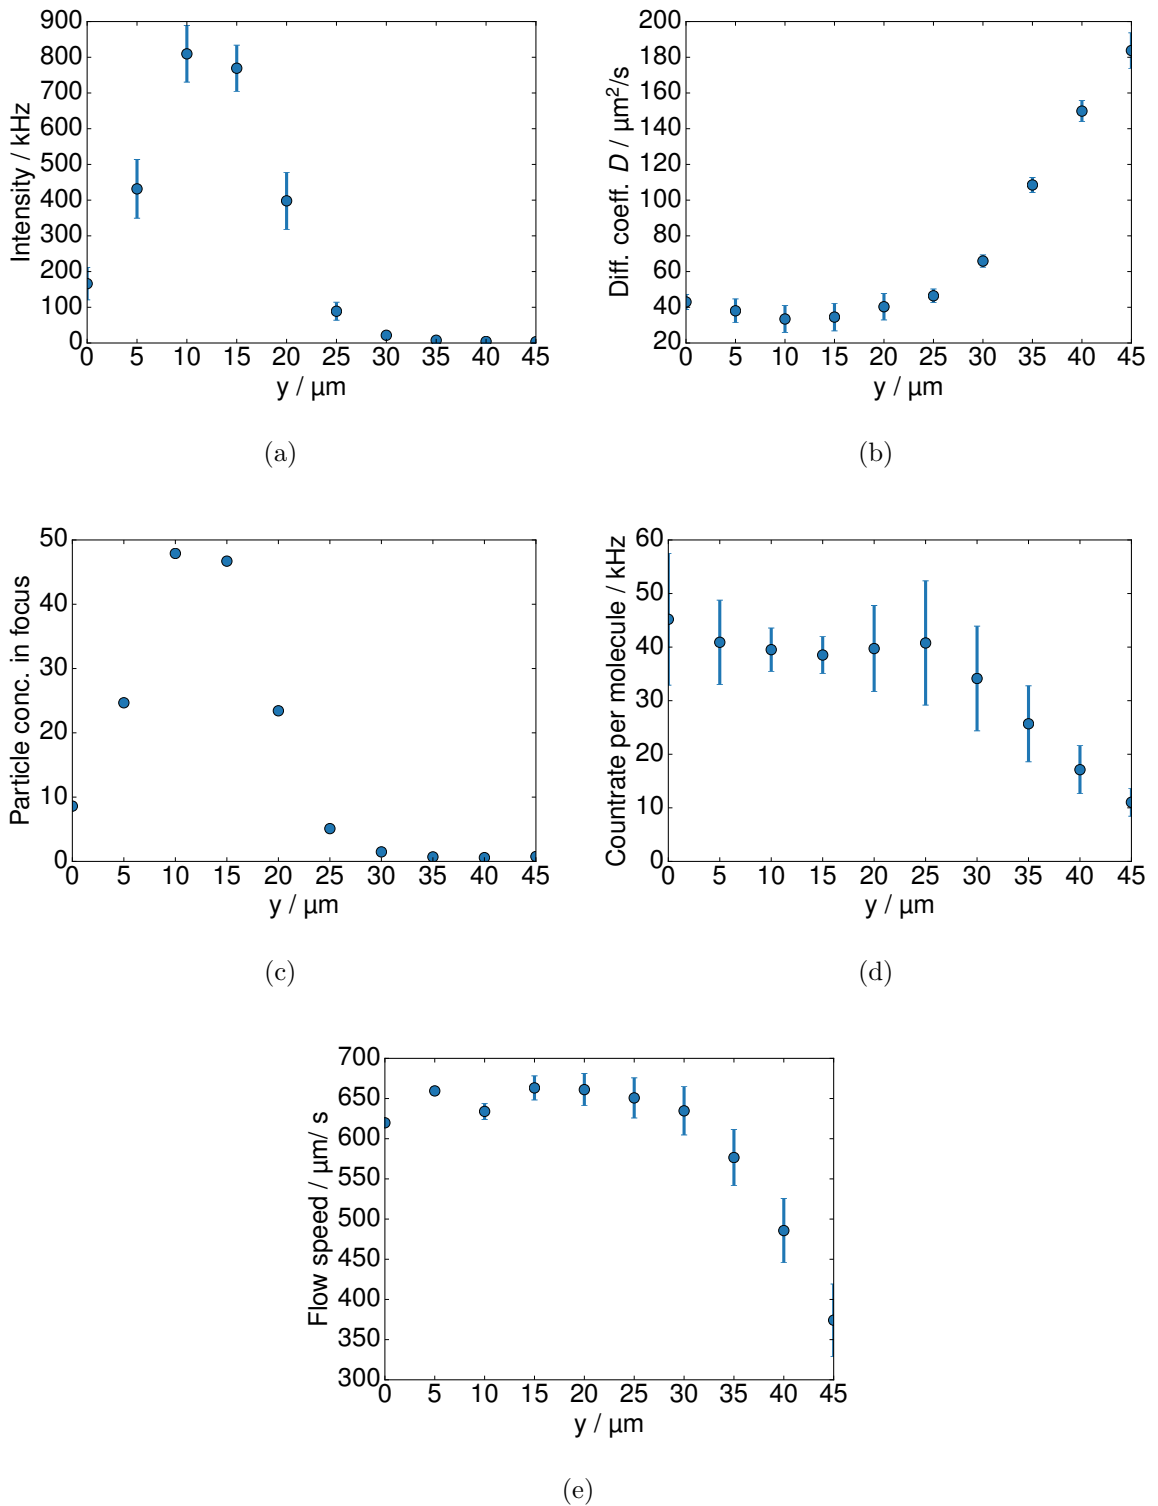 900
800
700
600
500
400
300
200
100
0
Intensity / kHz
0 5 10 15 20 25 30 35 40 45
y / µm
(a)
200
180
160
140
120
100
80
60
40
20
Diff. coeff. D / µm²/s
0 5 10 15 20 25 30 35 40 45
y / µm
(b)
50
40
30
20
10
0
Particle conc. in focus
0 5 10 15 20 25 30 35 40 45
y / µm
(c)
60
50
40
30
20
10
0
Countrate per molecule / kHz
0 5 10 15 20 25 30 35 40 45
y / µm
(d)
700
650
600
550
500
450
400
350
300
Flow speed / µm/ s
0 5 10 15 20 25 30 35 40 45
y / µm
(e)